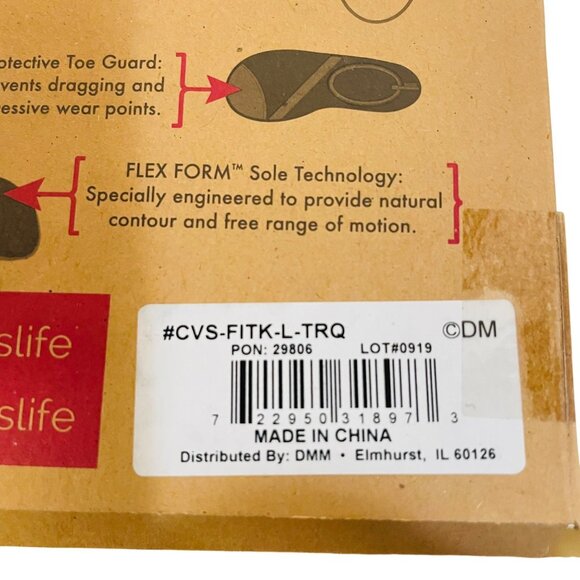 otective Toe Guard:
vents dragging and
essive wear points.
FLEX FORM™ Sole Technology:
Specially engineered to provide natural
contour and free range of motion.
slife
slife
#CVS-FITK-L-TRQ ©DM
PON: 29806 LOT#0919
7 22950 31897 3
MADE IN CHINA
Distributed By: DMM • Elmhurst, IL 60126